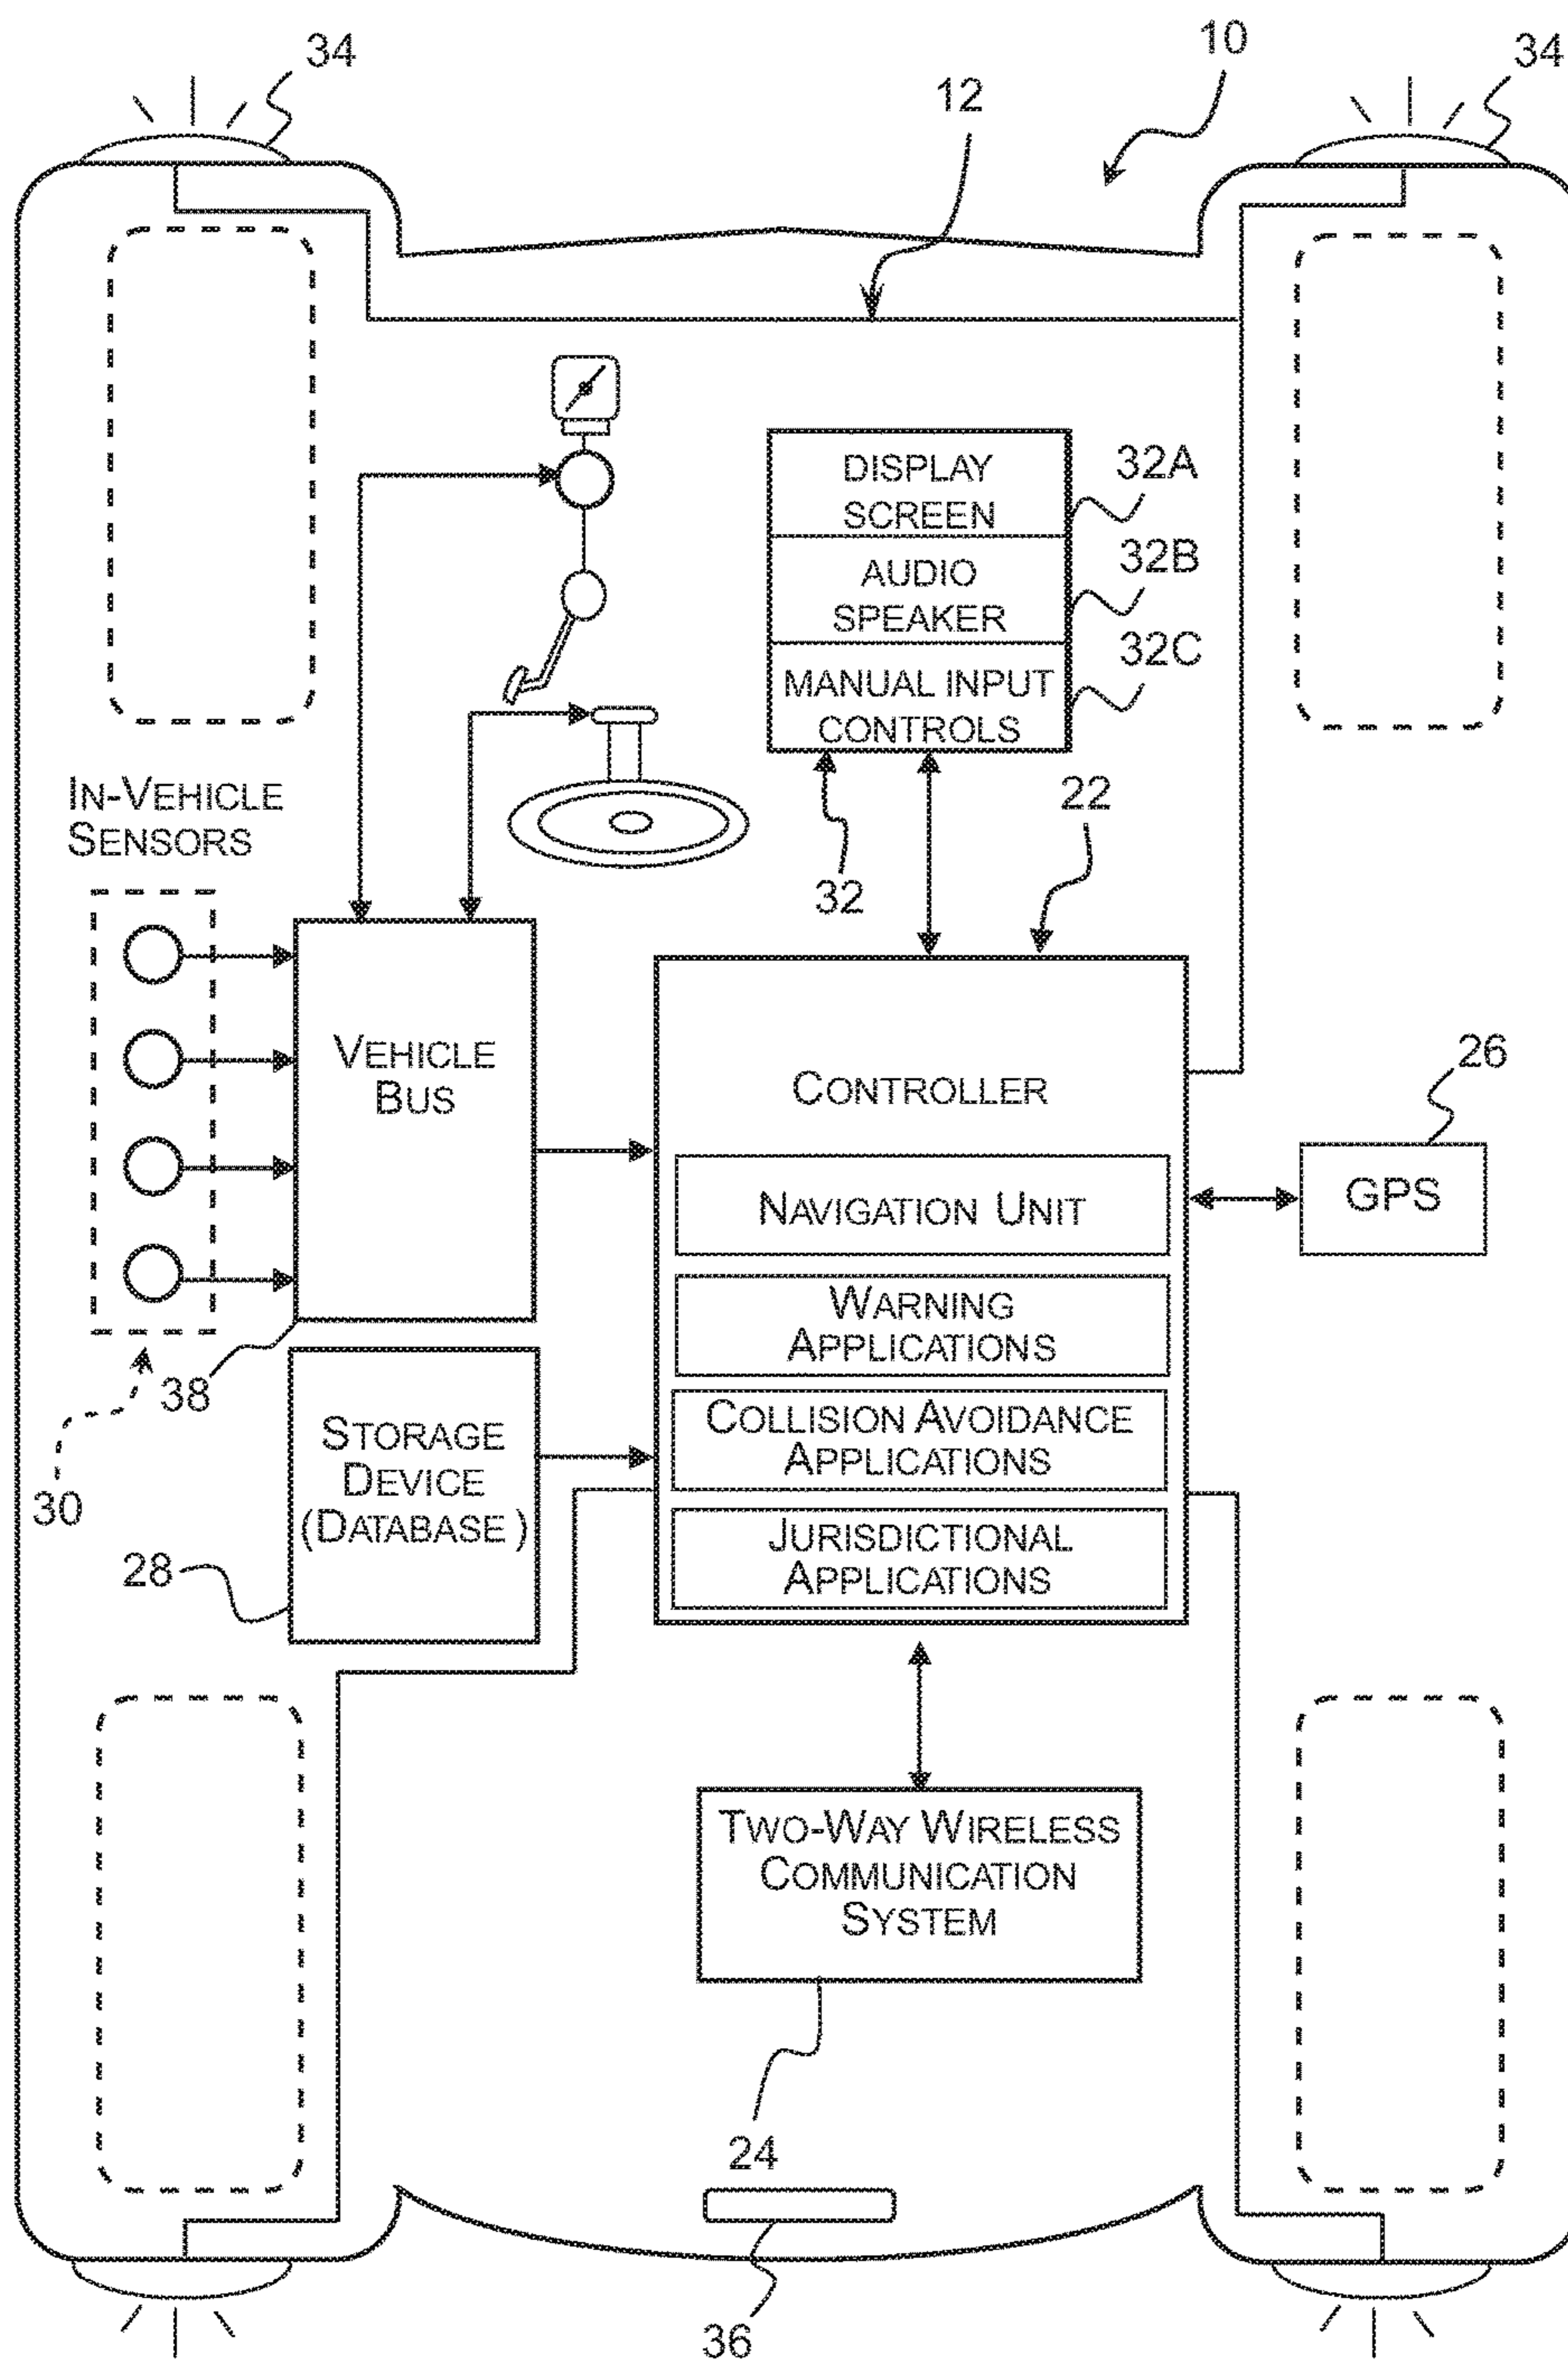 34
10
34
12
DISPLAY
SCREEN
32A
AUDIO
SPEAKER
32B
MANUAL INPUT
CONTROLS
32C
IN-VEHICLE
SENSORS
32
22
VEHICLE
BUS
CONTROLLER
26
GPS
NAVIGATION UNIT
WARNING
APPLICATIONS
38
30
STORAGE
DEVICE
(DATABASE)
COLLISION AVOIDANCE
APPLICATIONS
28
JURISDICTIONAL
APPLICATIONS
TWO-WAY WIRELESS
COMMUNICATION
SYSTEM
24
36